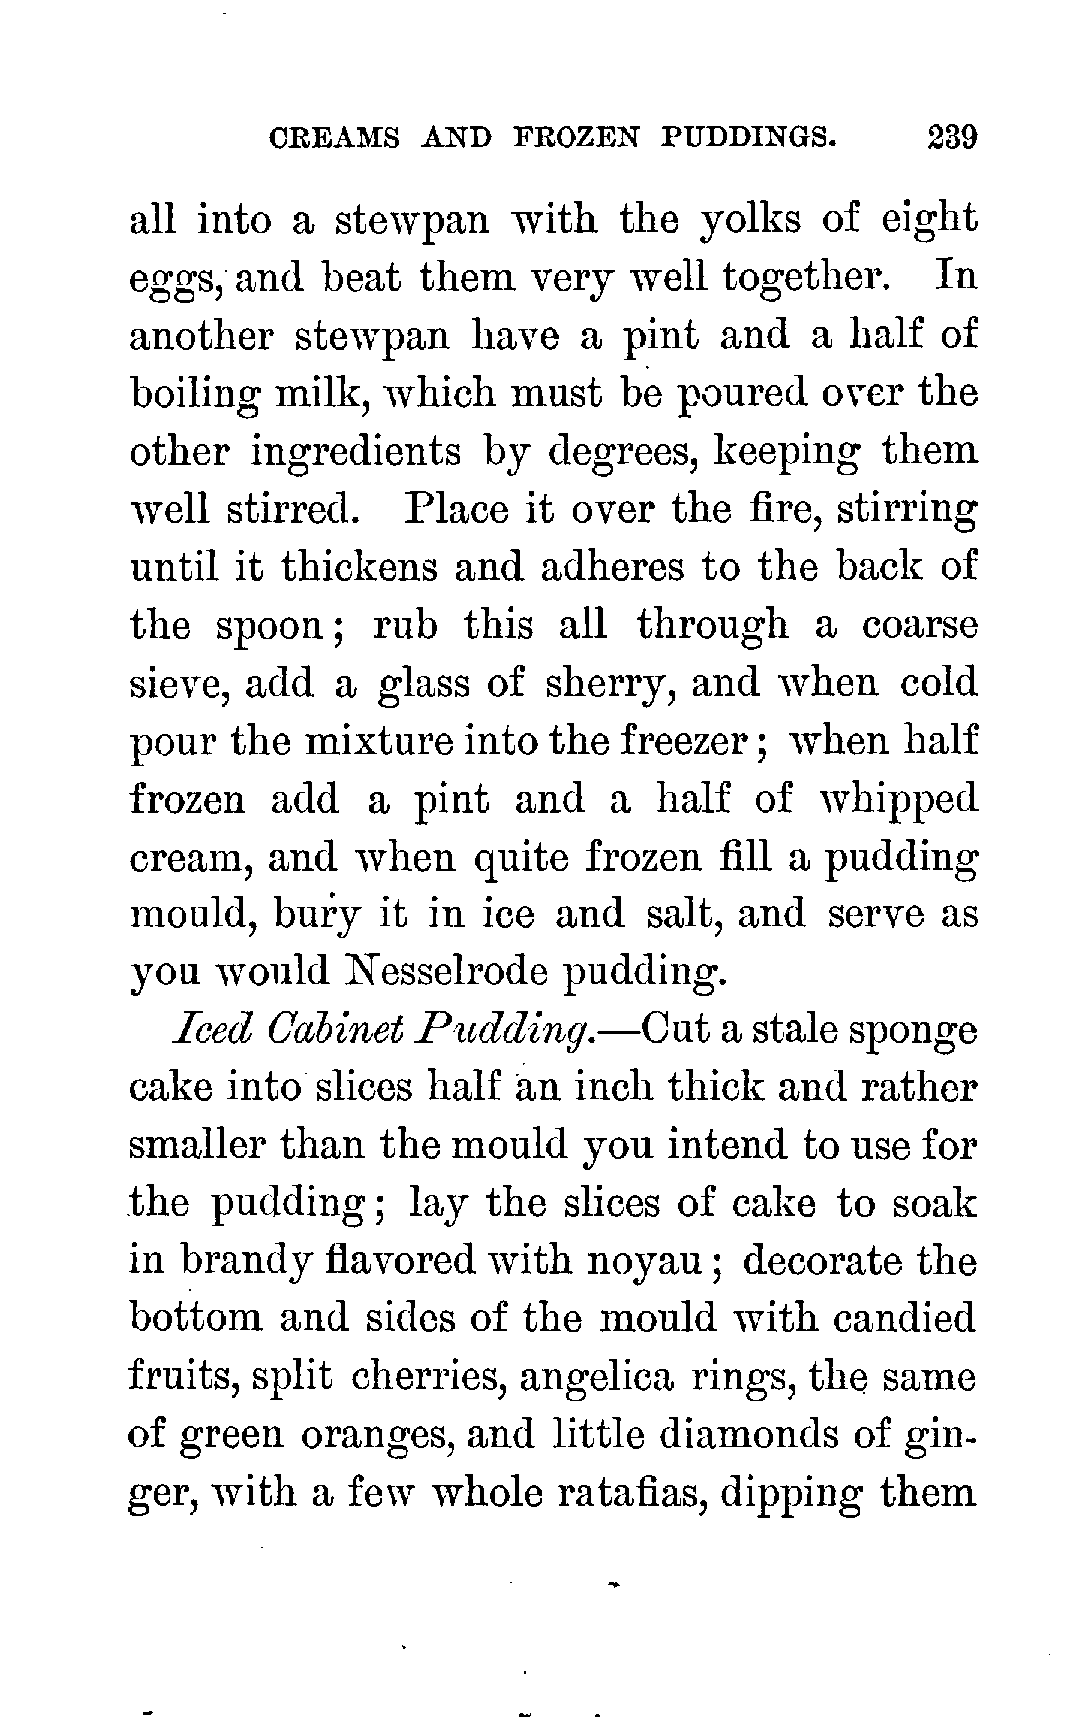 CREAMS AND FROZEN PUDDINGS. 239
all into a stewpan with the yolks of eight
eggs, and beat them very well together. In
another stewpan have a pint and a half of
boiling milk, which must be poured over the
other ingredients by degrees, keeping them
well stirred. Place it over the fire, stirring
until it thickens and adheres to the back of
the spoon; rub this all through a coarse
sieve, add a glass of sherry, and when cold
pour the mixture into the freezer; when half
frozen add a pint and a half of whipped
cream, and when quite frozen fill a pudding
mould, bury it in ice and salt, and serve as
you would Nesselrode pudding.
Iced Cabinet Pudding.—Cut a stale sponge
cake into slices half an inch thick and rather
smaller than the mould you intend to use for
the pudding; lay the slices of cake to soak
in brandy flavored with noyau; decorate the
bottom and sides of the mould with candied
fruits, split cherries, angelica rings, the same
of green oranges, and little diamonds of gin-
ger, with a few whole ratafias, dipping them